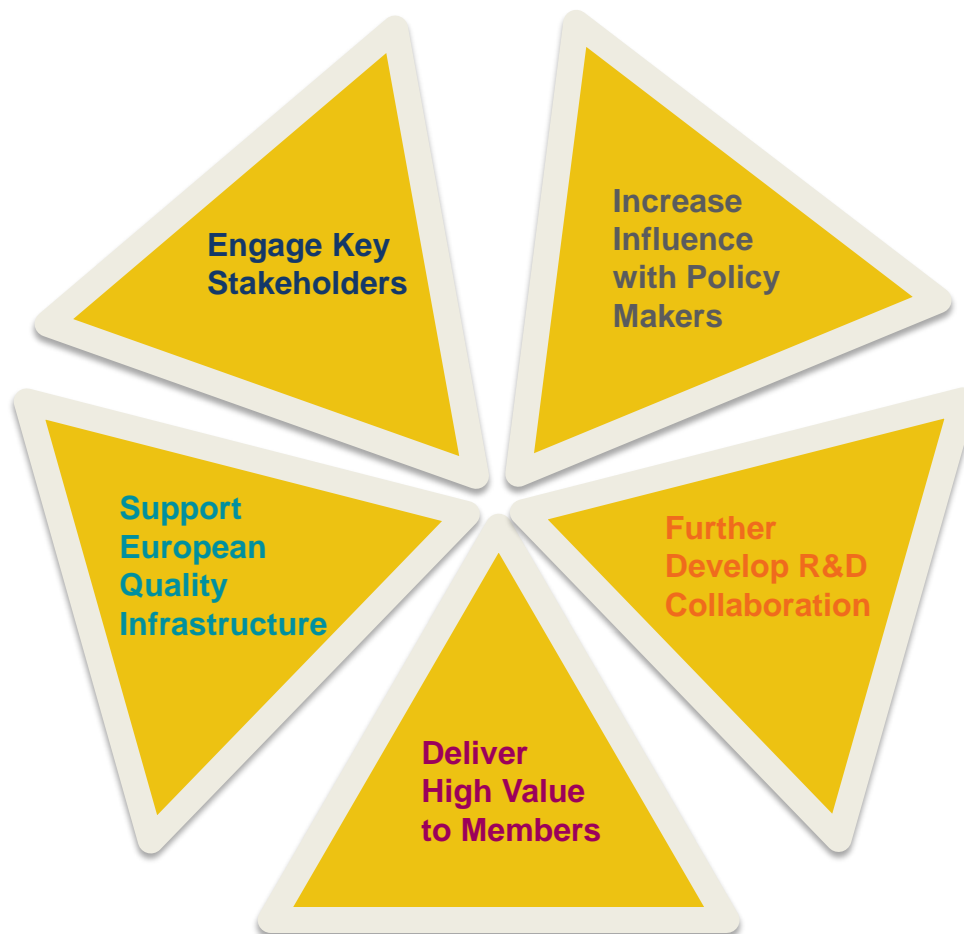 Engage Key
Stakeholders
Increase
Influence
with Policy
Makers
Support
European
Quality
Infrastructure
Further
Develop R&D
Collaboration
Deliver
High Value
to Members